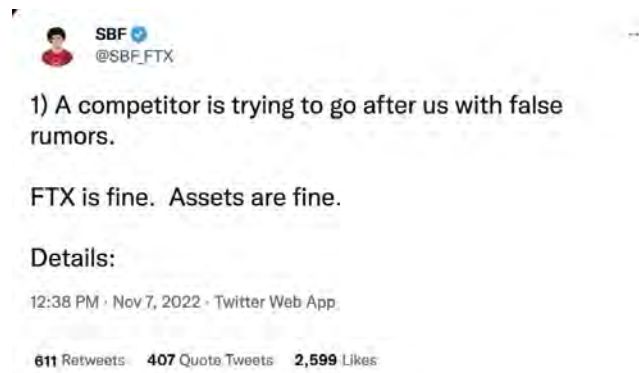 SBF
@SBF_FTX
1) A competitor is trying to go after us with false
rumors.
FTX is fine.  Assets are fine.
Details:
12:38 PM · Nov 7, 2022 · Twitter Web App
611 Retweets 407 Quote Tweets 2,599 Likes